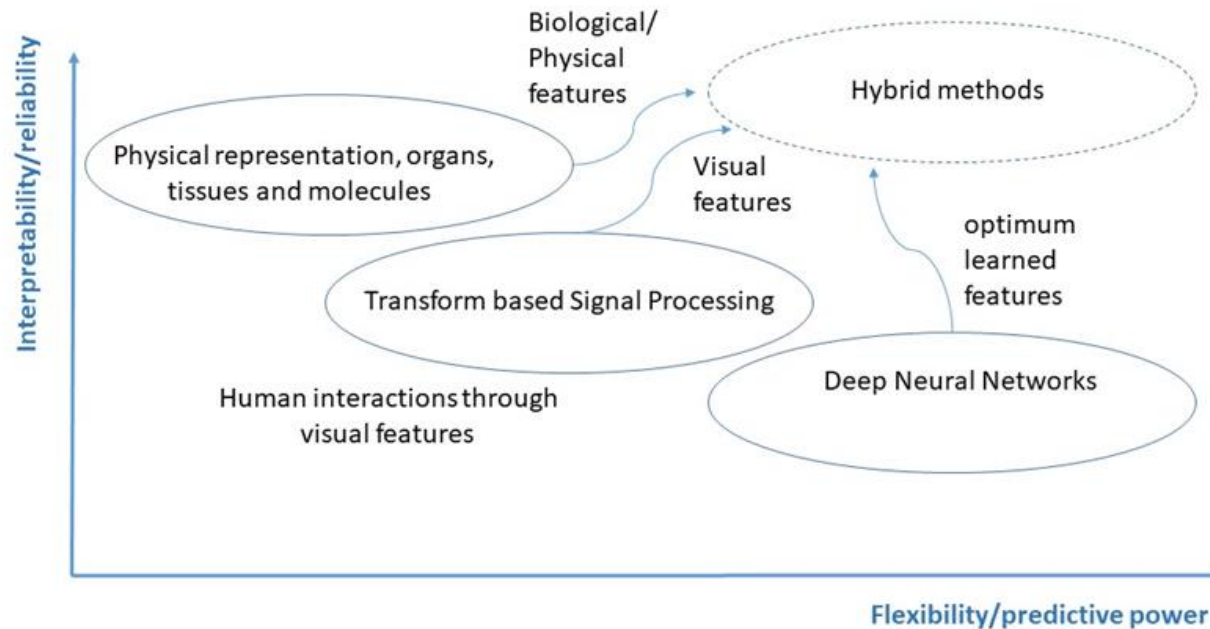 Interpretability/reliability
Biological/
Physical
features
Hybrid methods
Physical representation, organs,
tissues and molecules
Visual
features
optimum
learned
features
Transform based Signal Processing
Deep Neural Networks
Human interactions through
visual features
Flexibility/predictive power